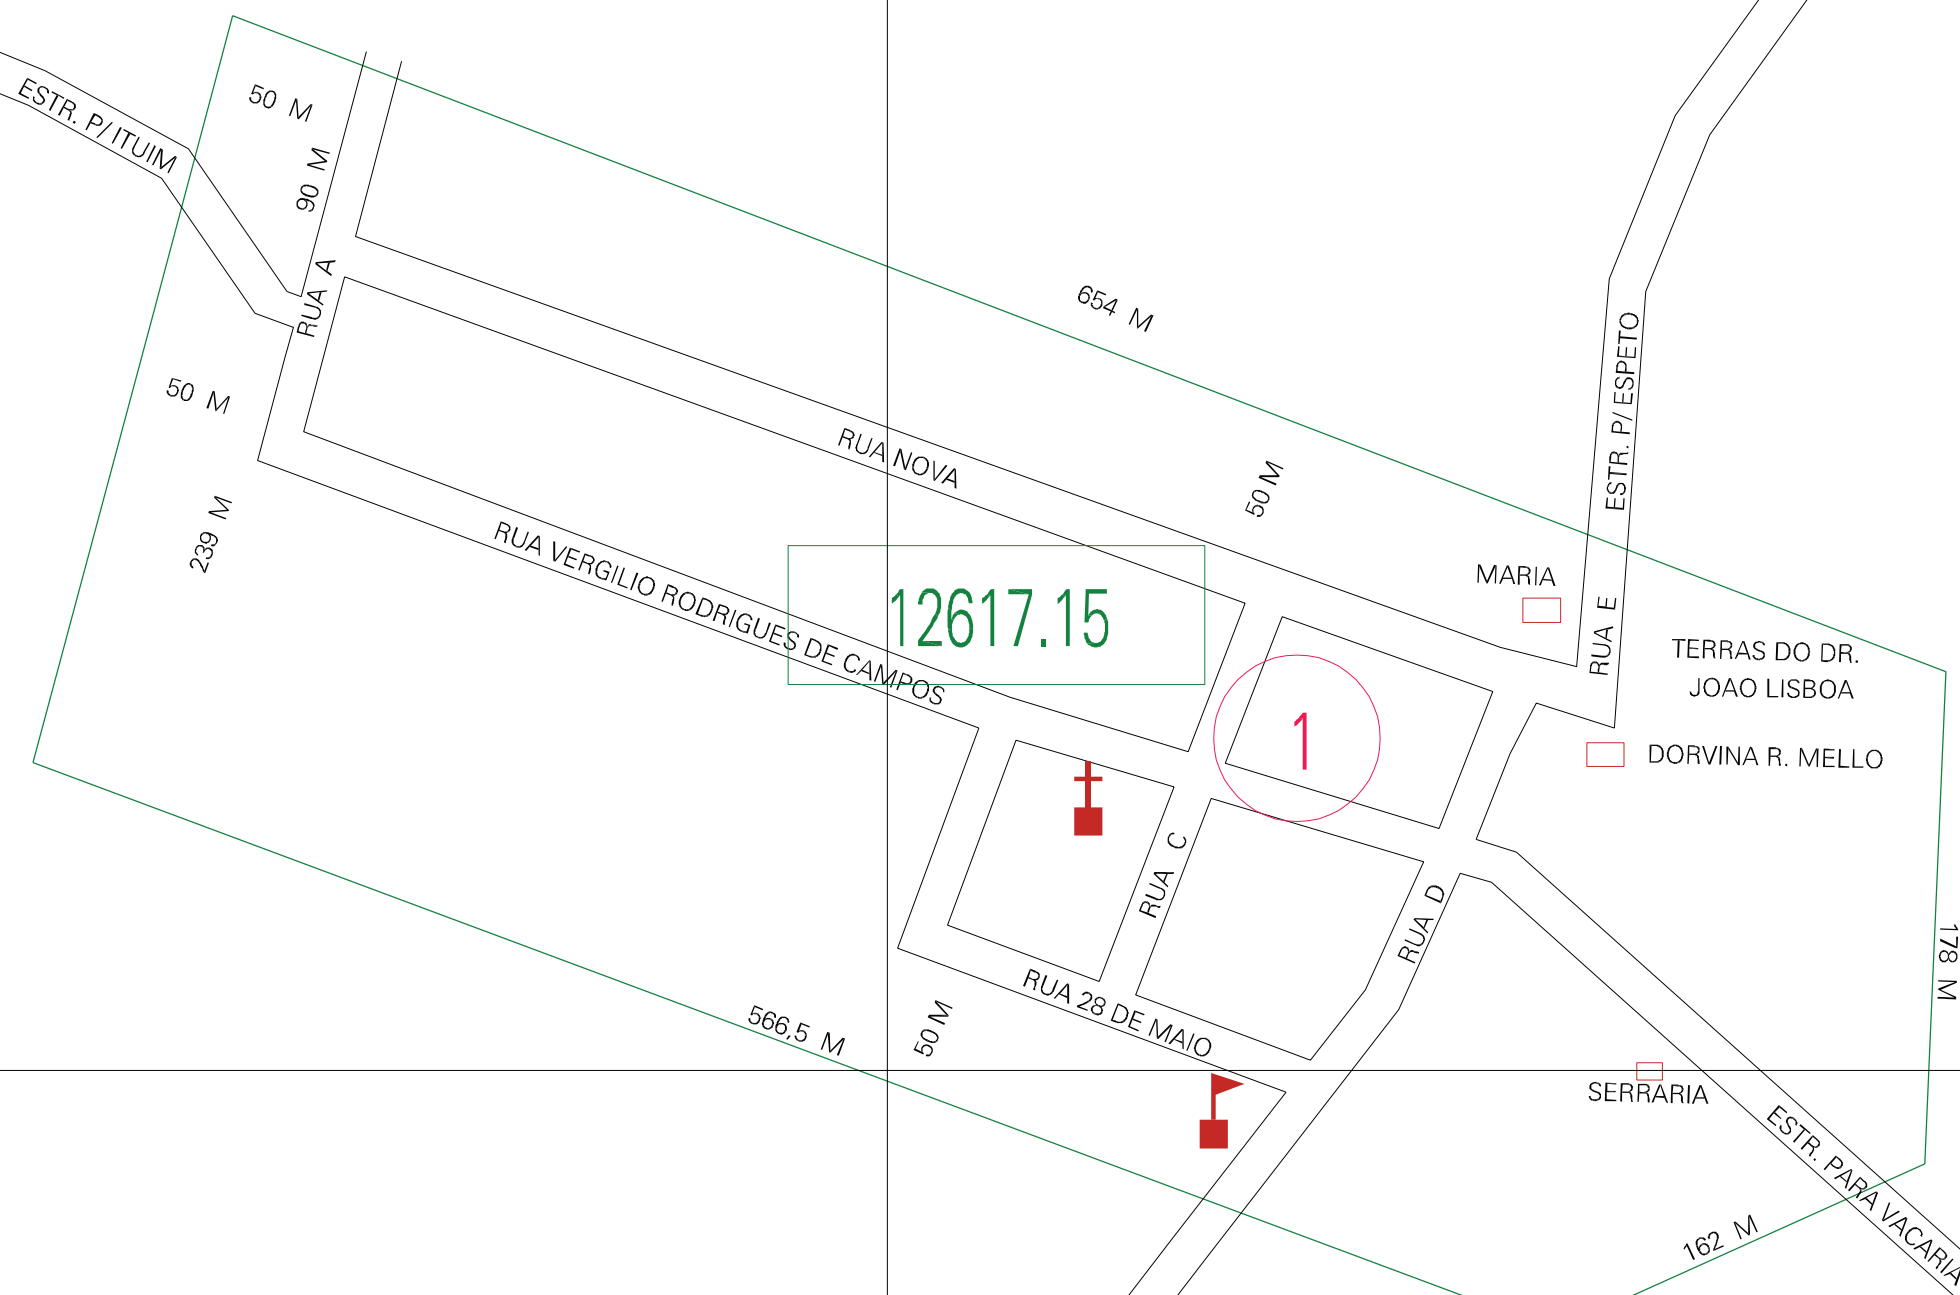 50 M
ESTR. P/ ITUIM
90 M
RUA A
654 M
50 M
ESTR. P/ ESPETO
RUA NOVA
50 M
239 M
RUA VERGILIO RODRIGUES DE CAMPOS
MARIA
12617.15
RUA E
TERRAS DO DR.
JOAO LISBOA
1
DORVINA R. MELLO
RUA C
RUA D
178 M
RUA 28 DE MAIO
566,5 M
50 M
SERRARIA
ESTR. PARA VACARIA
162 M